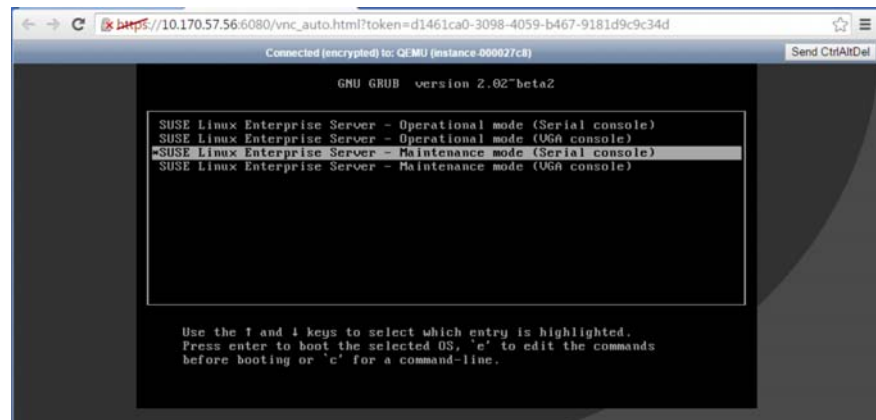 https://10.170.57.56:6080/vnc_auto.html?token=d1461ca0-3098-4059-b467-9181d9c9c34d
Connected (encrypted) to: QEMU (instance-000027c8)
Send CtrlAltDel
GNU GRUB  version 2.02~beta2
SUSE Linux Enterprise Server - Operational mode (Serial console)
SUSE Linux Enterprise Server - Operational mode (VGA console)
*SUSE Linux Enterprise Server - Maintenance mode (Serial console)
SUSE Linux Enterprise Server - Maintenance mode (VGA console)
Use the ↑ and ↓ keys to select which entry is highlighted.
Press enter to boot the selected OS, `e' to edit the commands
before booting or `c' for a command-line.